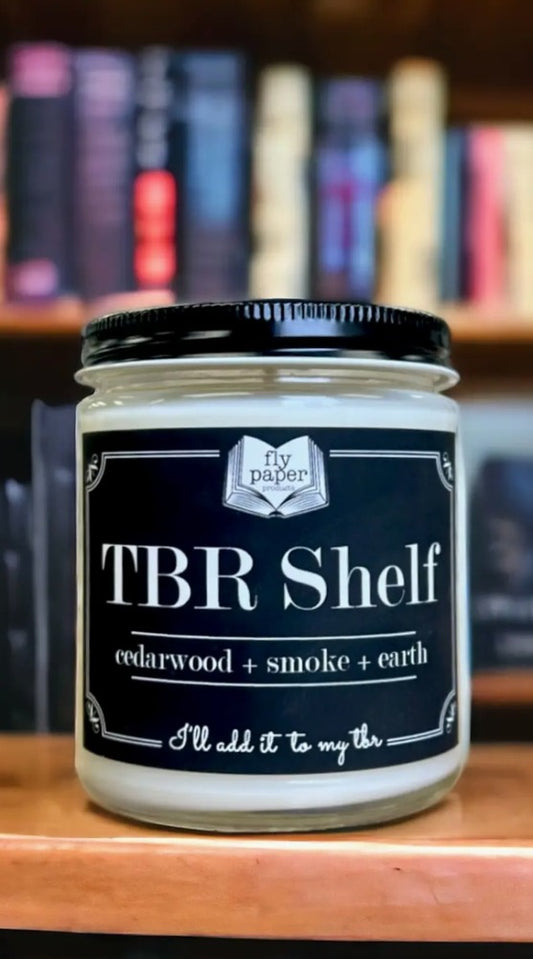 fly
paper
products
TBR Shelf
cedarwood + smoke + earth
I'll add it to my tbr